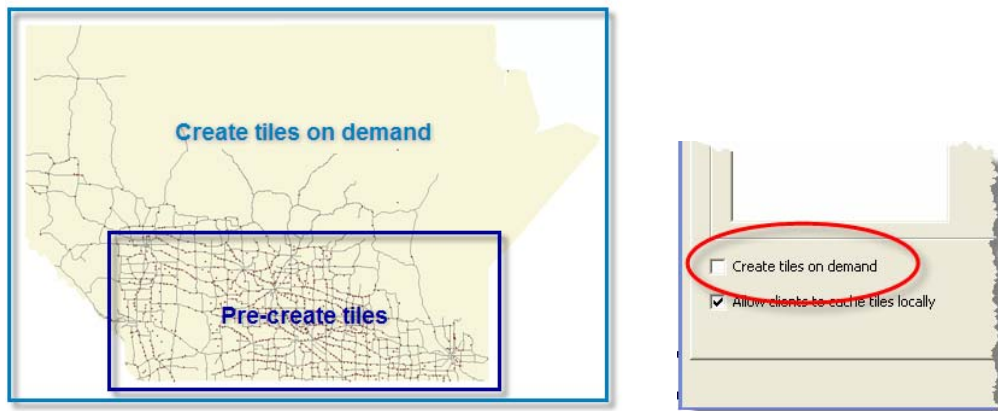 Create tiles on demand
Pre-create tiles
Create tiles on demand
Allow clients to cache tiles locally